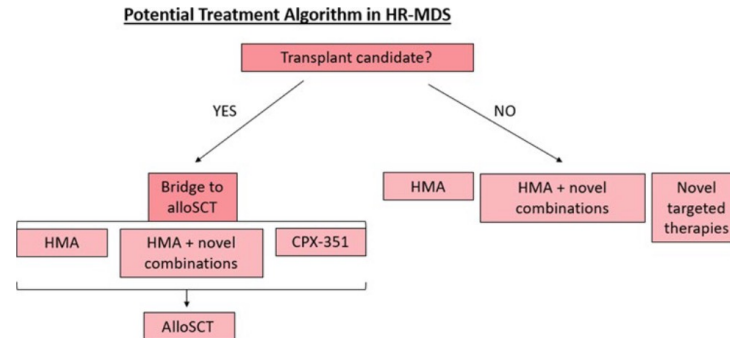 Potential Treatment Algorithm in HR-MDS
Transplant candidate?
YES
NO
Bridge to
alloSCT
HMA
HMA + novel
combinations
CPX-351
AlloSCT
HMA
HMA + novel
combinations
Novel
targeted
therapies